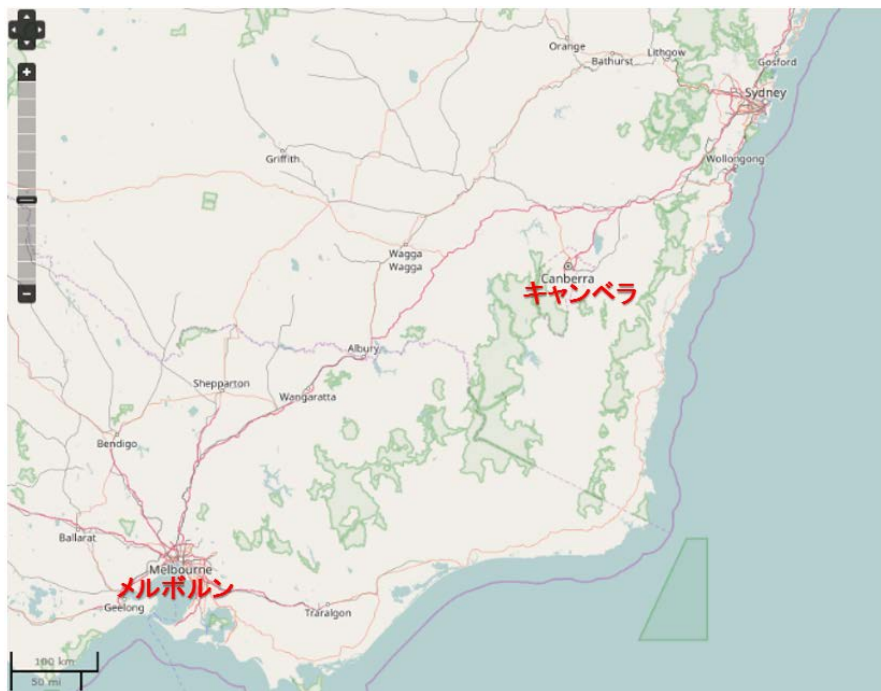 Orange
Bathurst
Lithgow
Gosford
Sydney
Griffith
Wollongong
Wagga
Wagga
Canberra
キャンベラ
Albury
Shepparton
Wangaratta
Bendigo
Ballarat
Melbourne
メルボルン
Geelong
Traralgon
100 km
50 mi